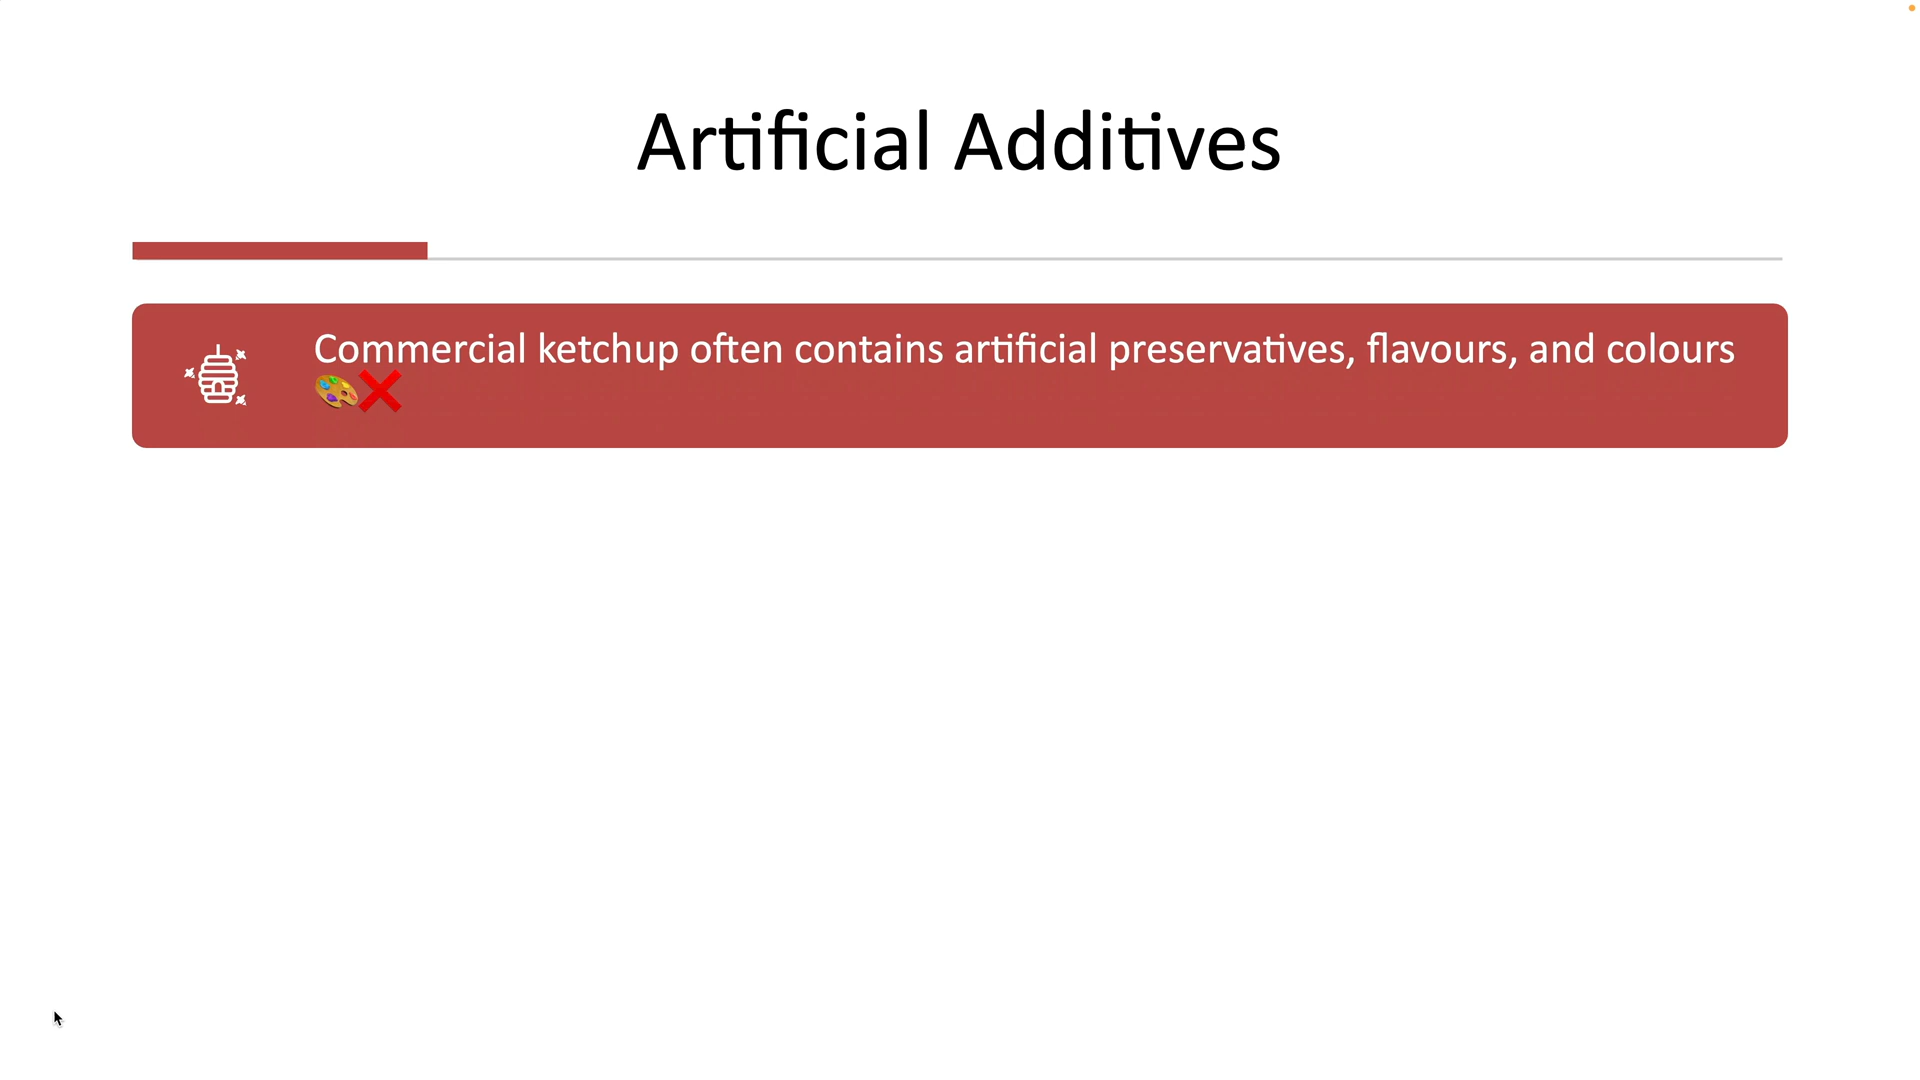 Artificial Additives
Commercial ketchup often contains artificial preservatives, flavours, and colours
🎨❌